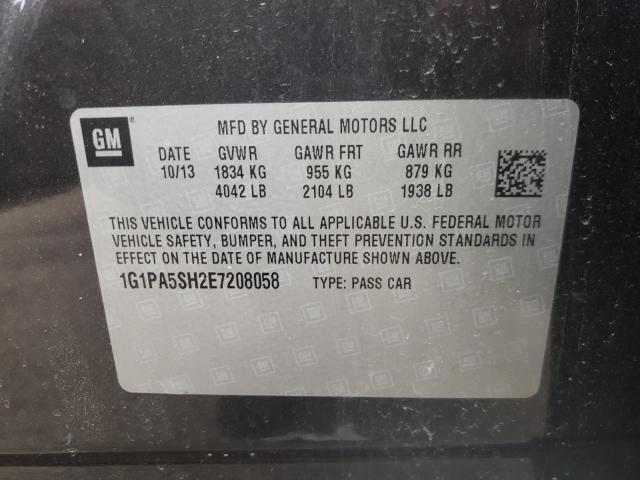 GM ®
MFD BY GENERAL MOTORS LLC
DATE GVWR GAWR FRT GAWR RR
10/13 1834 KG 955 KG 879 KG
4042 LB 2104 LB 1938 LB
THIS VEHICLE CONFORMS TO ALL APPLICABLE U.S. FEDERAL MOTOR
VEHICLE SAFETY, BUMPER, AND THEFT PREVENTION STANDARDS IN
EFFECT ON THE DATE OF MANUFACTURE SHOWN ABOVE.
1G1PA5SH2E7208058 TYPE: PASS CAR